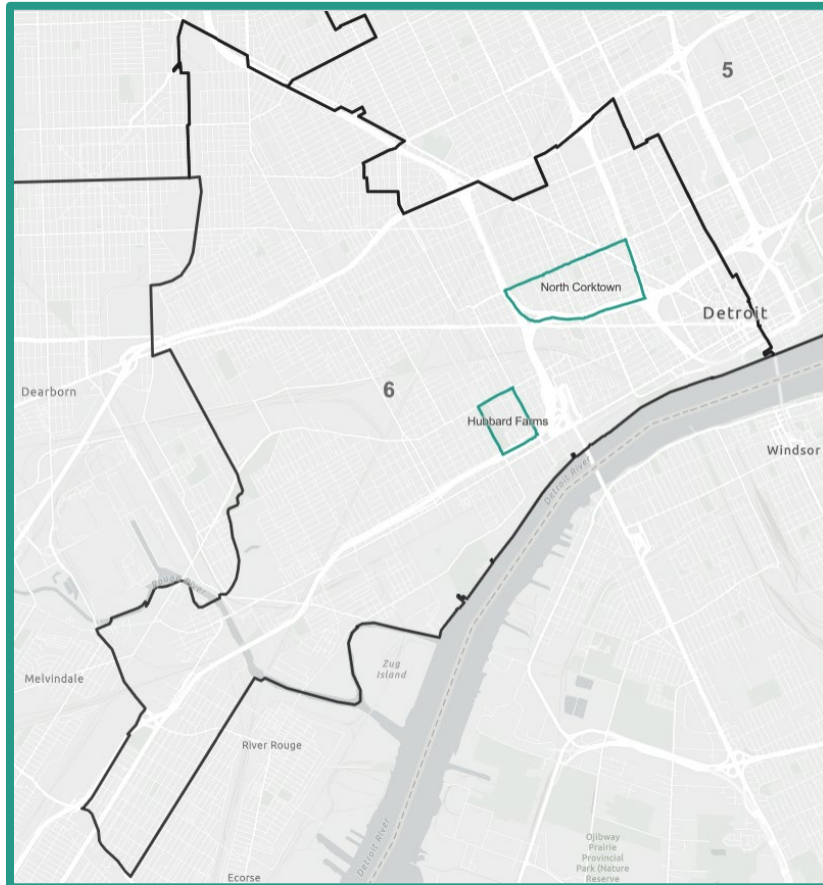 5
North Corktown
Detroit
Dearborn
6
Hubbard Farms
Windsor
Detroit River
Rouge River
Melvindale
Zug
Island
River Rouge
Detroit River
Ojibway
Prairie
Provincial
Park (Nature
Reserve
Ecorse